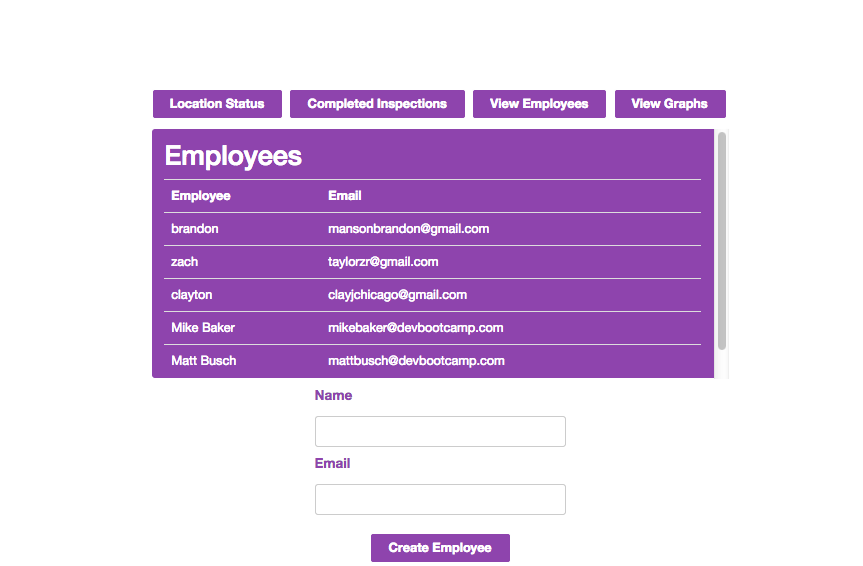 Location Status Completed Inspections View Employees View Graphs
Employees
Employee Email
brandon mansonbrandon@gmail.com
zach taylorzr@gmail.com
clayton clayjchicago@gmail.com
Mike Baker mikebaker@devbootcamp.com
Matt Busch mattbusch@devbootcamp.com
Name
Email
Create Employee